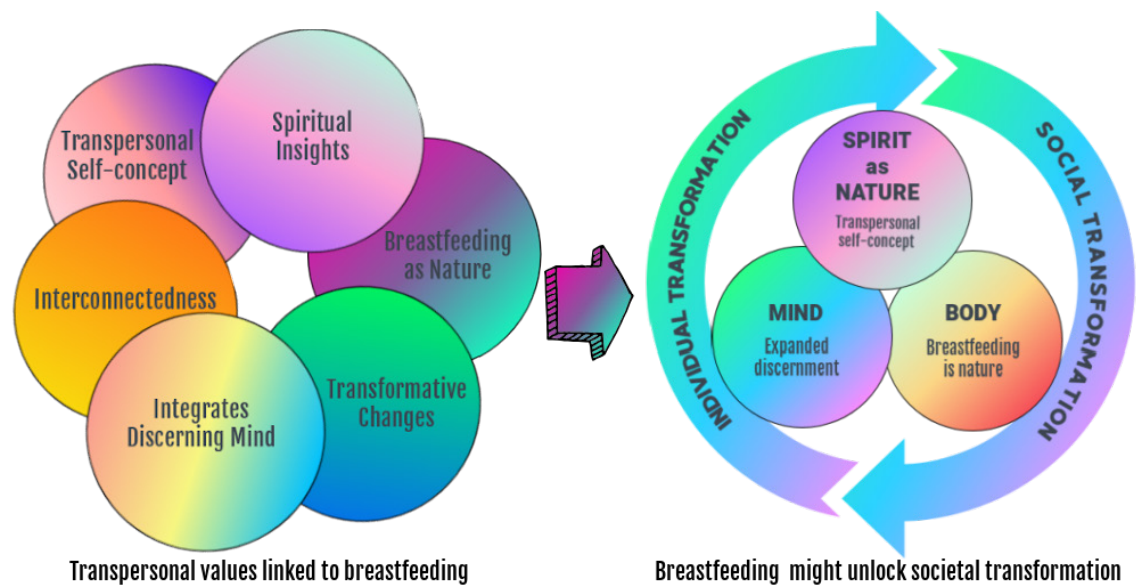 Transpersonal
Self-concept
Spiritual
Insights
Breastfeeding
as Nature
Interconnectedness
Transformative
Changes
Integrates
Discerning Mind
Transpersonal values linked to breastfeeding
INDIVIDUAL TRANSFORMATION
SOCIAL TRANSFORMATION
SPIRIT
as
NATURE
Transpersonal
self-concept
MIND
Expanded
discernment
BODY
Breastfeeding
is nature
Breastfeeding might unlock societal transformation